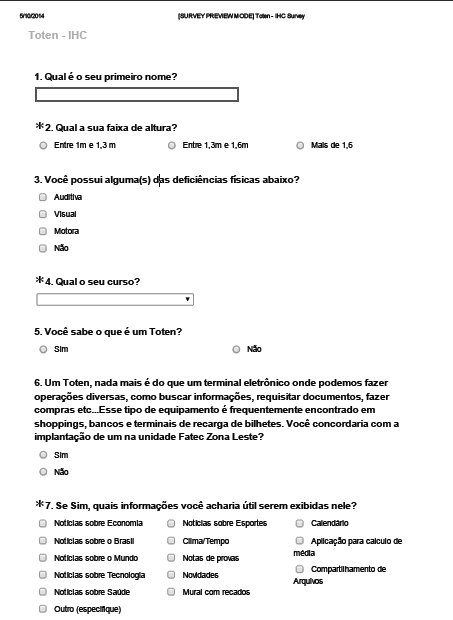 5/10/2014 [SURVEY PREVIEW MODE] Toten - IHC Survey
Toten - IHC
1. Qual é o seu primeiro nome?
*2. Qual a sua faixa de altura?
Entre 1m e 1,3 m Entre 1,3m e 1,6m Mais de 1,6
3. Você possui alguma(s) das deficiências físicas abaixo?
Auditiva
Visual
Motora
Não
*4. Qual o seu curso?
5. Você sabe o que é um Toten?
Sim Não
6. Um Toten, nada mais é do que um terminal eletrônico onde podemos fazer
operações diversas, como buscar informações, requisitar documentos, fazer
compras etc...Esse tipo de equipamento é frequentemente encontrado em
shoppings, bancos e terminais de recarga de bilhetes. Você concordaria com a
implantação de um na unidade Fatec Zona Leste?
Sim
Não
*7. Se Sim, quais informações você acharia útil serem exibidas nele?
Notícias sobre Economia Notícias sobre Esportes Calendário
Notícias sobre o Brasil Clima/Tempo Aplicação para calculo de
média
Notícias sobre o Mundo Notas de provas
Notícias sobre Tecnologia Novidades Compartilhamento de
Arquivos
Notícias sobre Saúde Mural com recados
Outro (especifique)